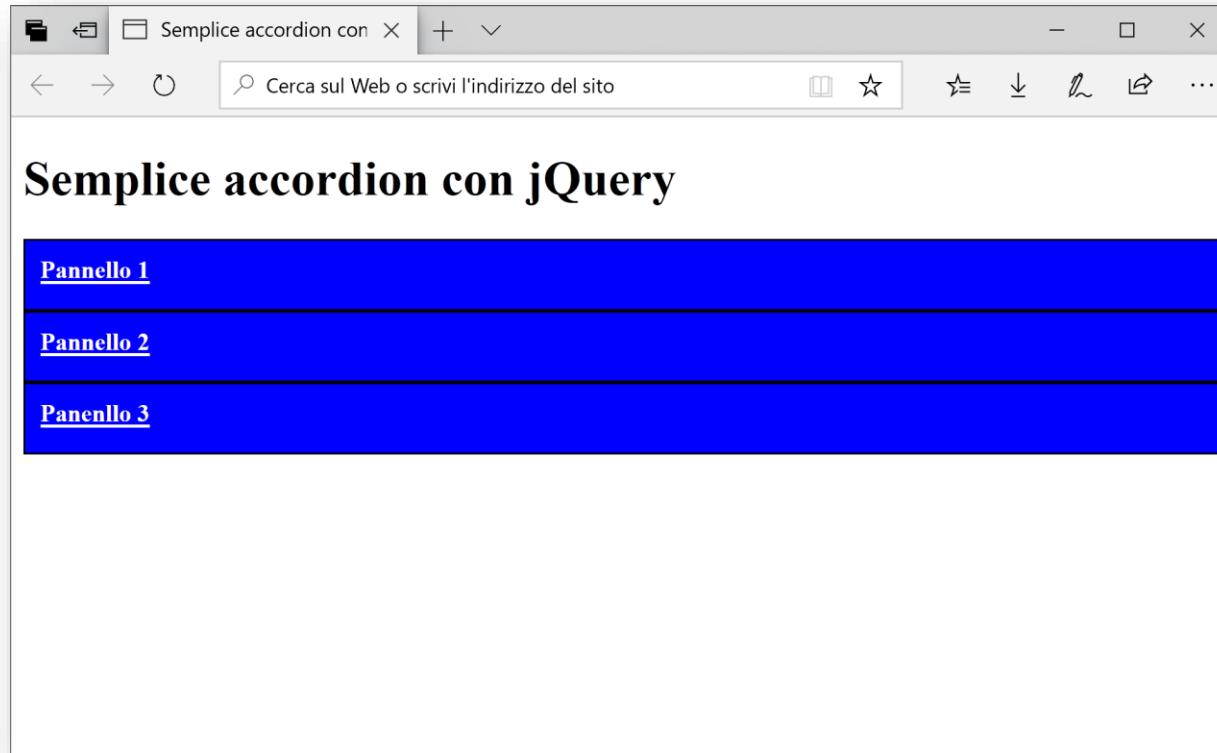 Semplice accordion con
Cerca sul Web o scrivi l'indirizzo del sito
Semplice accordion con jQuery
Pannello 1
Pannello 2
Panenllo 3